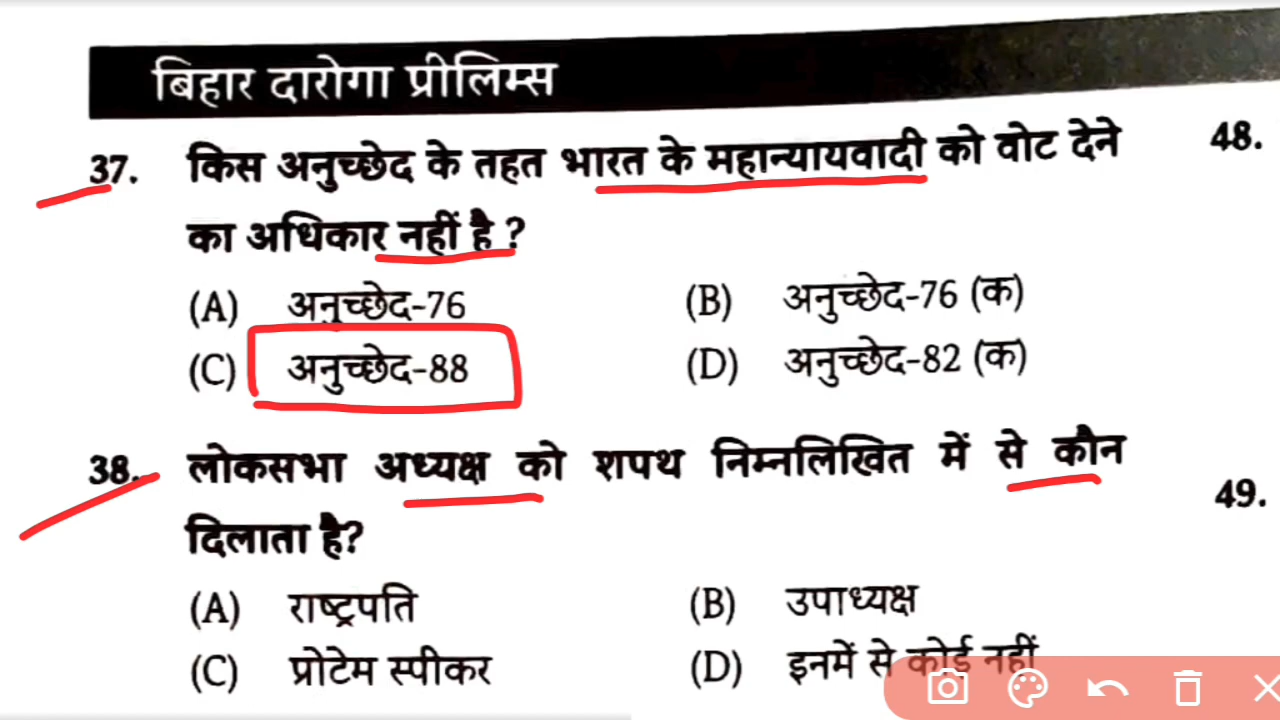 बिहार दारोगा प्रीलिम्स
37. किस अनुच्छेद के तहत भारत के महान्यायवादी को वोट देने
का अधिकार नहीं है ?
(A) अनुच्छेद-76 (B) अनुच्छेद-76 (क)
(C) अनुच्छेद-88 (D) अनुच्छेद-82 (क)
38. लोकसभा अध्यक्ष को शपथ निम्नलिखित में से कौन
दिलाता है?
(A) राष्ट्रपति (B) उपाध्यक्ष
(C) प्रोटेम स्पीकर (D) इनमें से कोई नहीं
48.
49.